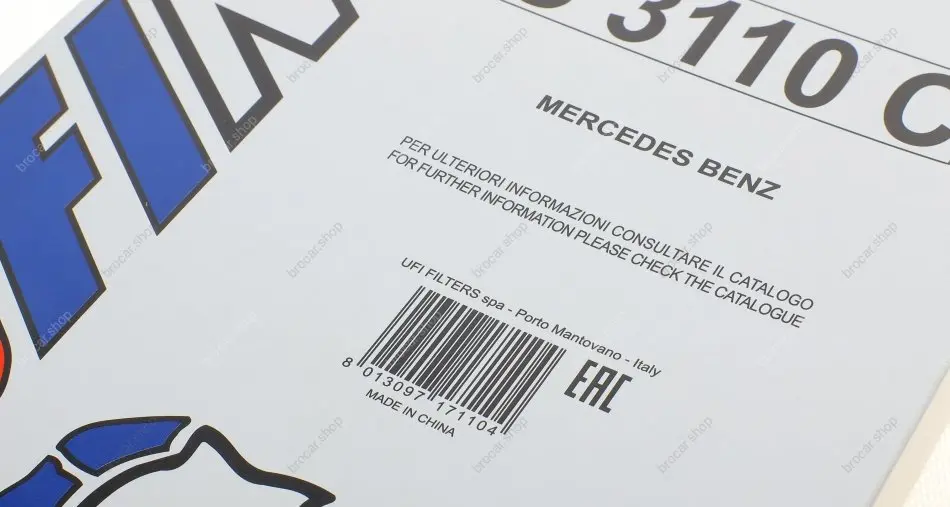 UFI
3110 C
MERCEDES BENZ
PER ULTERIORI INFORMAZIONI CONSULTARE IL CATALOGO
FOR FURTHER INFORMATION PLEASE CHECK THE CATALOGUE
UFI FILTERS spa - Porto Mantovano - Italy
8 013097 171104
EAC
MADE IN CHINA
brocar.shop